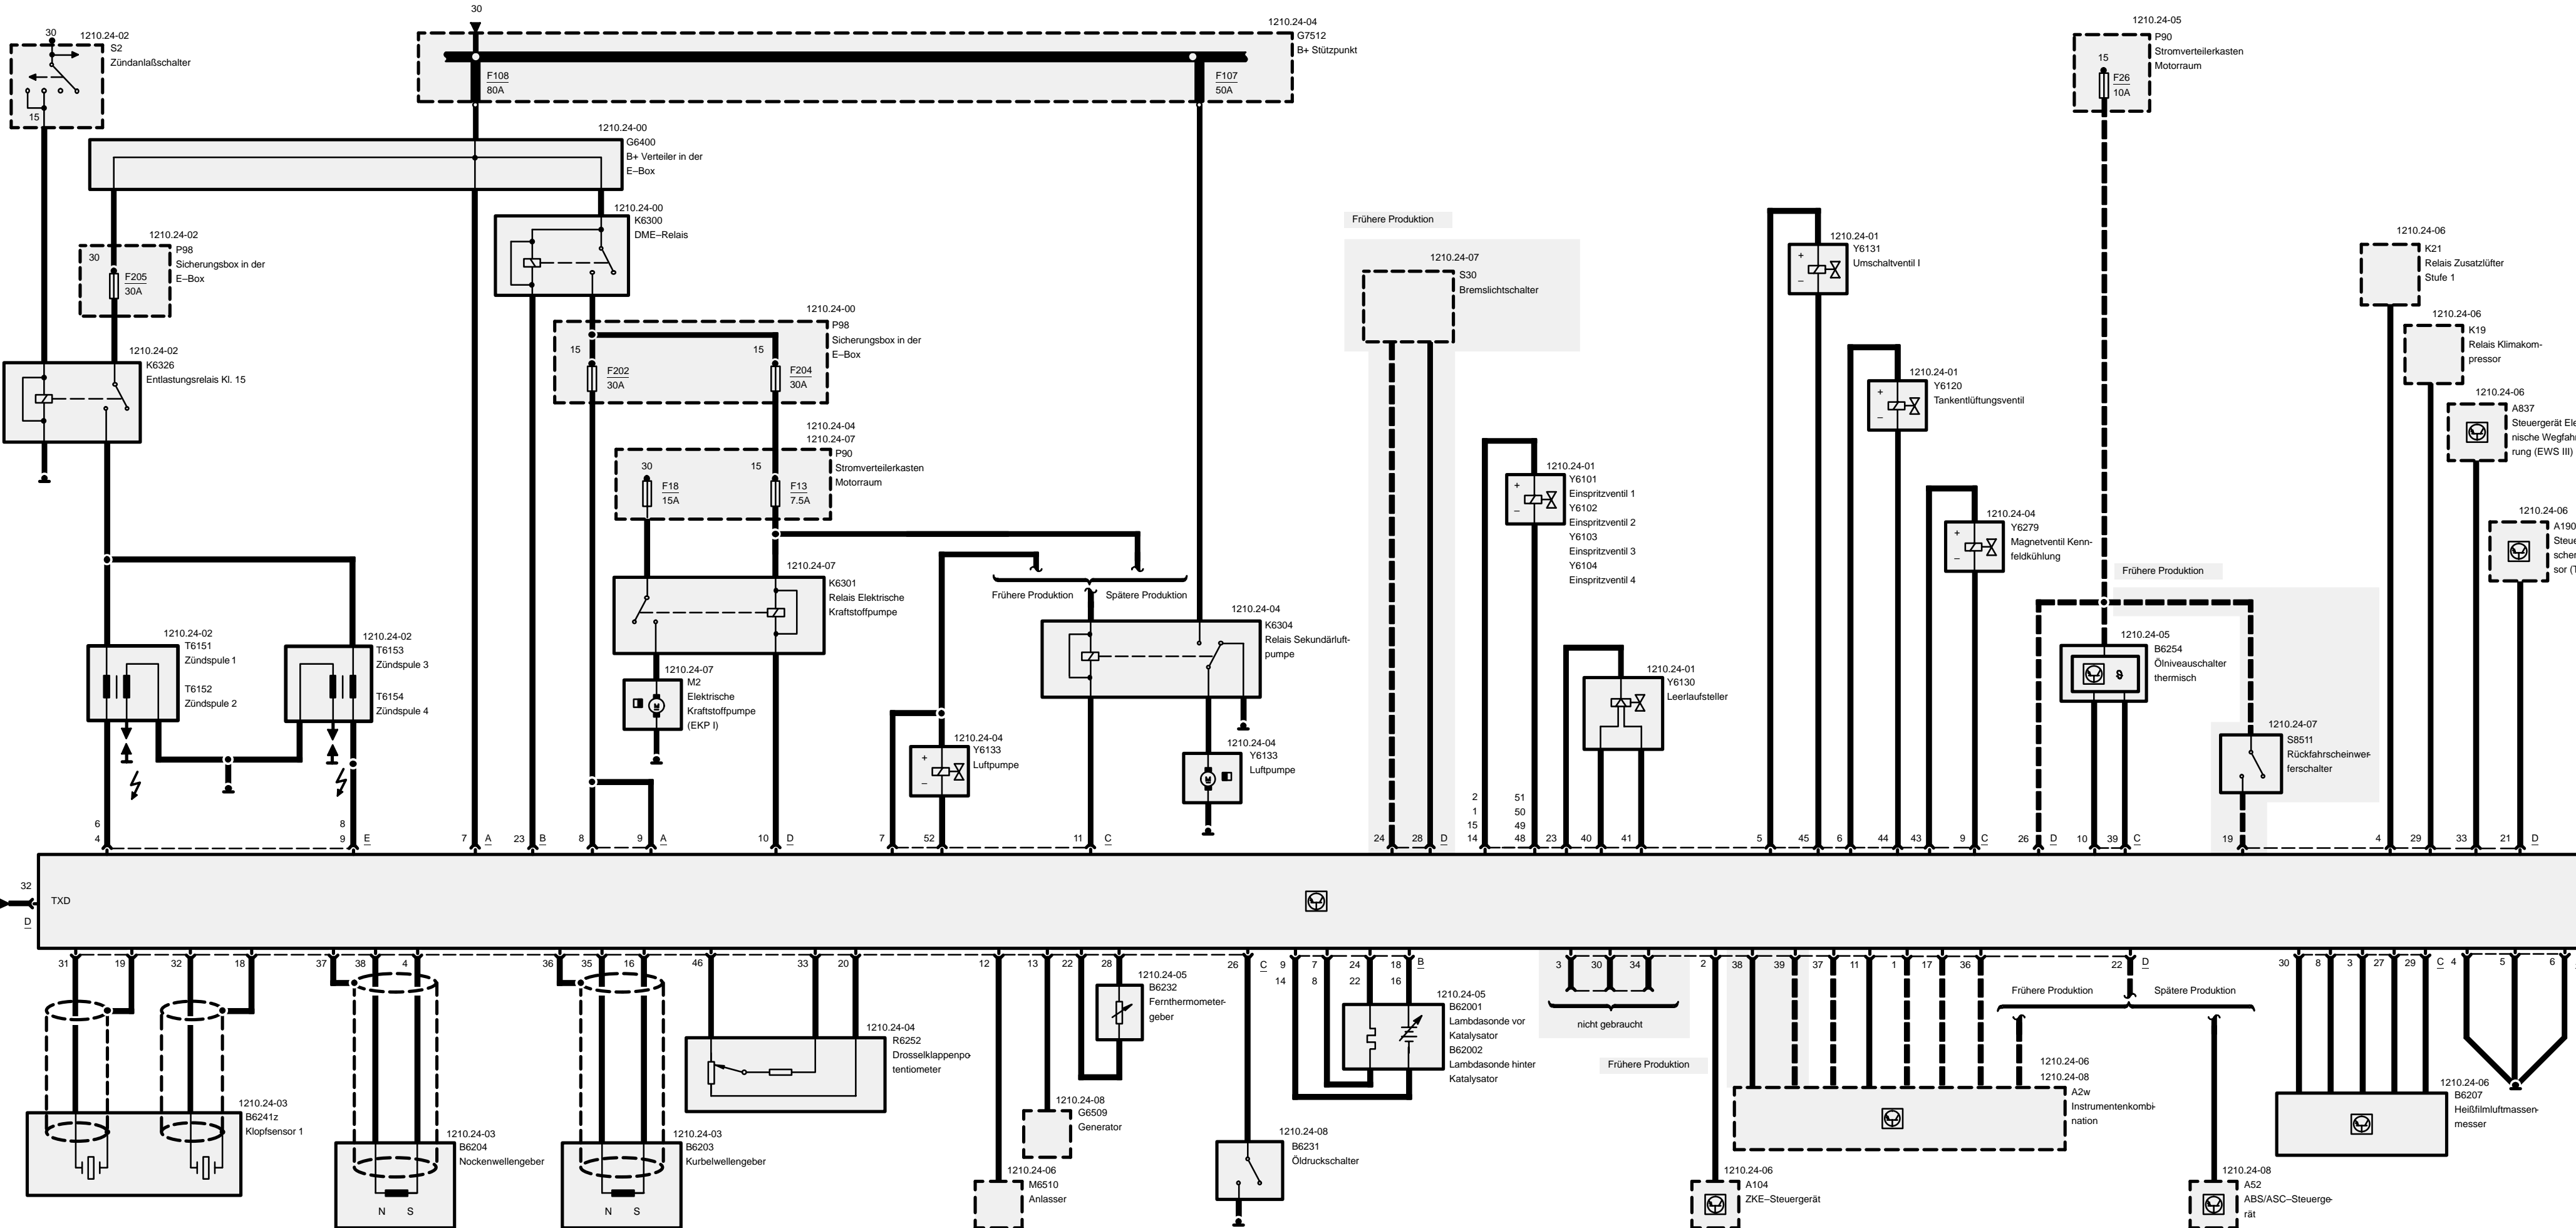 30
1210.24-02
S2
Zündanlaßschalter
15
30
1210.24-04
G7512
B+ Stützpunkt
F108
80A
F107
50A
1210.24-05
P90
Stromverteilerkasten
Motorraum
15
F26
10A
1210.24-00
G6400
B+ Verteiler in der
E–Box
1210.24-02
P98
Sicherungsbox in der
E–Box
30
F205
30A
1210.24-00
K6300
DME–Relais
1210.24-00
P98
Sicherungsbox in der
E–Box
15
15
F202
30A
F204
30A
1210.24-02
K6326
Entlastungsrelais Kl. 15
1210.24-04
1210.24-07
P90
Stromverteilerkasten
Motorraum
30
15
F18
15A
F13
7.5A
1210.24-07
K6301
Relais Elektrische
Kraftstoffpumpe
Frühere Produktion
Spätere Produktion
1210.24-04
K6304
Relais Sekundärluft-
pumpe
1210.24-02
T6151
Zündspule 1
T6152
Zündspule 2
1210.24-02
T6153
Zündspule 3
T6154
Zündspule 4
1210.24-07
M2
Elektrische
Kraftstoffpumpe
(EKP I)
M
1210.24-04
Y6133
Luftpumpe
+
–
1210.24-04
Y6133
Luftpumpe
M
Frühere Produktion
1210.24-07
S30
Bremslichtschalter
1210.24-01
Y6101
Einspritzventil 1
Y6102
Einspritzventil 2
Y6103
Einspritzventil 3
Y6104
Einspritzventil 4
+
–
1210.24-01
Y6130
Leerlaufsteller
1210.24-01
Y6131
Umschaltventil I
+
–
1210.24-01
Y6120
Tankentlüftungsventil
+
–
1210.24-04
Y6279
Magnetventil Kenn-
feldkühlung
+
–
Frühere Produktion
1210.24-05
B6254
Ölniveauschalter
thermisch
ϑ
1210.24-07
S8511
Rückfahrscheinwer-
ferschalter
1210.24-06
K21
Relais Zusatzlüfter
Stufe 1
1210.24-06
K19
Relais Klimakom-
pressor
1210.24-06
A837
Steuergerät Ele
nische Wegfah
rung (EWS III)
1210.24-06
A190
Steue
scher
sor (T
6
8
2
51
1
50
15
49
4
9
E
7
A
23
B
8
9
A
10
D
7
52
11
C
24
28
D
14
48
23
40
41
5
45
6
44
43
9
C
26
D
10
39
C
19
4
29
33
21
D
32
TXD
D
31
19
32
18
37
38
4
36
35
16
46
33
20
12
13
22
28
26
C
9
7
24
18
B
14
8
22
16
3
30
34
2
38
39
37
11
1
17
36
22
D
30
8
3
27
29
C
4
5
6
1210.24-03
B6241z
Klopfsensor 1
1210.24-03
B6204
Nockenwellengeber
N S
1210.24-03
B6203
Kurbelwellengeber
N S
1210.24-04
R6252
Drosselklappenpo-
tentiometer
1210.24-06
M6510
Anlasser
1210.24-08
G6509
Generator
1210.24-05
B6232
Fernthermometer-
geber
1210.24-08
B6231
Öldruckschalter
1210.24-05
B62001
Lambdasonde vor
Katalysator
B62002
Lambdasonde hinter
Katalysator
nicht gebraucht
Frühere Produktion
1210.24-06
A104
ZKE–Steuergerät
Frühere Produktion
Spätere Produktion
1210.24-06
1210.24-08
A2w
Instrumentenkombi-
nation
1210.24-08
A52
ABS/ASC–Steuerge-
rät
1210.24-06
B6207
Heißfilmluftmassen-
messer